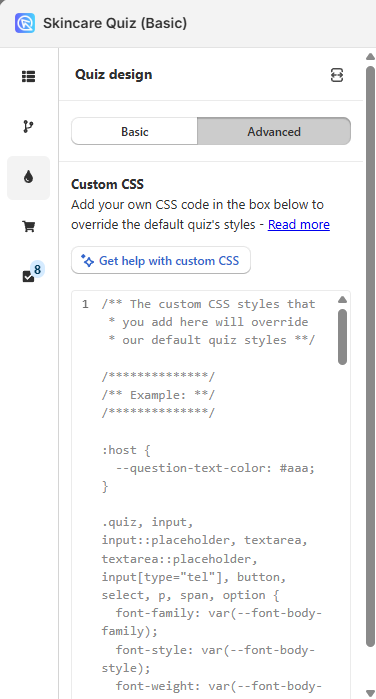 Skincare Quiz (Basic)
Quiz design
Basic
Advanced
Custom CSS
Add your own CSS code in the box below to
override the default quiz's styles - Read more
Get help with custom CSS
8
1 /** The custom CSS styles that
* you add here will override
* our default quiz styles **/
/**************/
/** Example: **/
/**************/
:host {
--question-text-color: #aaa;
}
.quiz, input,
input::placeholder, textarea,
textarea::placeholder,
input[type="tel"], button,
select, p, span, option {
font-family: var(--font-body-
family);
font-style: var(--font-body-
style);
font-weight: var(--font-body-